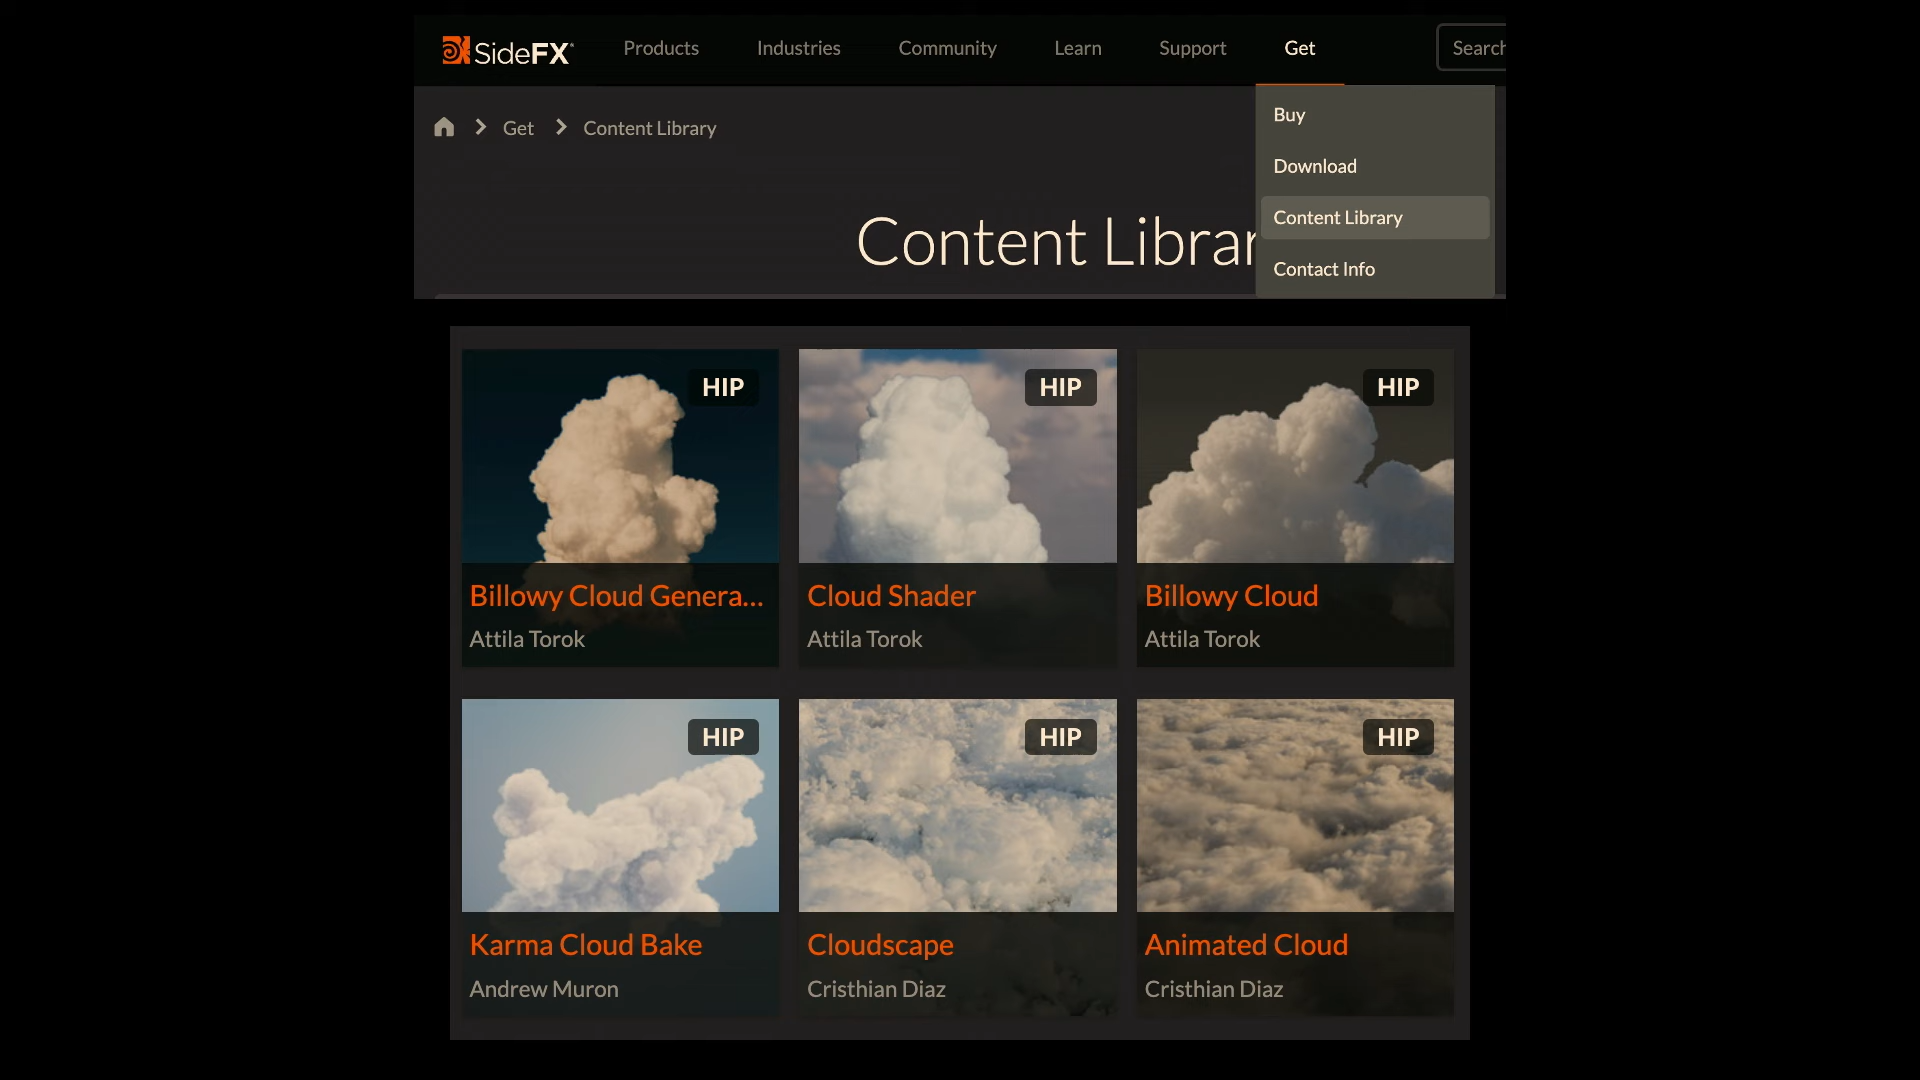 SideFX Products Industries Community Learn Support Get Search
Buy
Download
Content Library
Contact Info
Get Content Library
Content Librar
HIP HIP HIP
Billowy Cloud Genera... Cloud Shader Billowy Cloud
Attila Torok Attila Torok Attila Torok
HIP HIP HIP
Karma Cloud Bake Cloudscape Animated Cloud
Andrew Muron Cristhian Diaz Cristhian Diaz